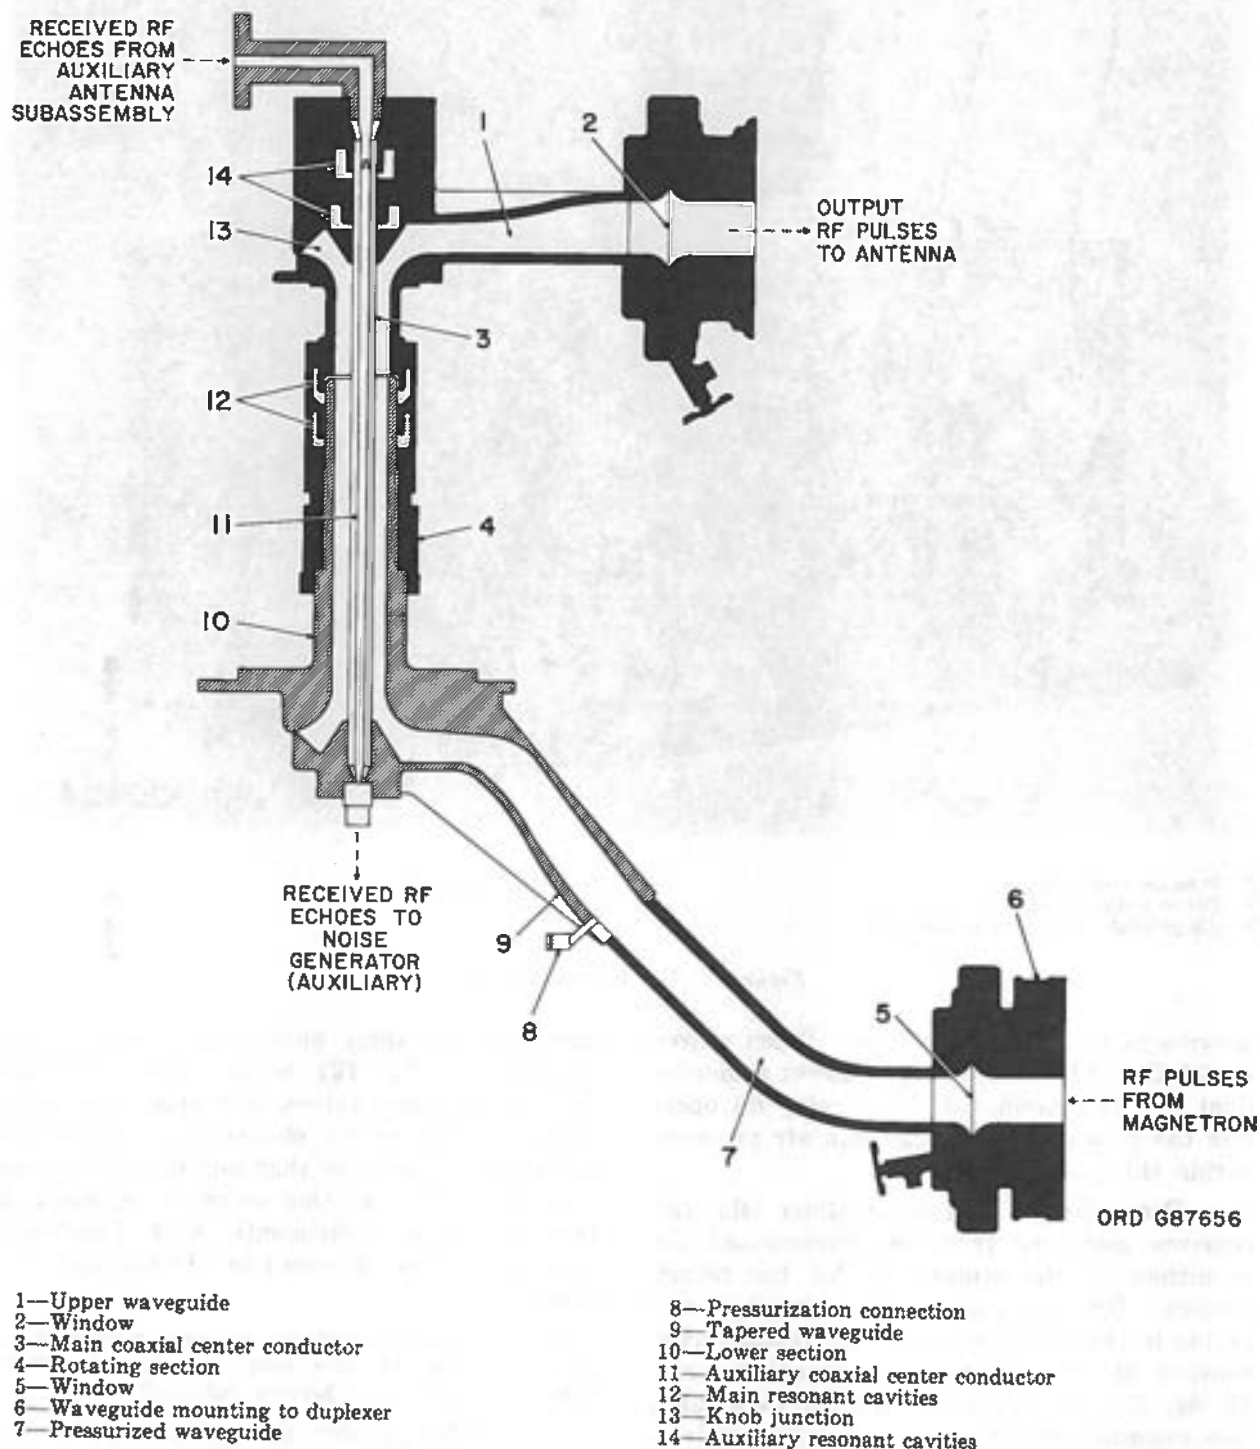 RECEIVED RF
ECHOES FROM
AUXILIARY
ANTENNA
SUBASSEMBLY
1
2
14
13
OUTPUT
RF PULSES
TO ANTENNA
3
12
11
4
10
RECEIVED RF
ECHOES TO
NOISE
GENERATOR
(AUXILIARY)
9
8
6
5
7
RF PULSES
FROM
MAGNETRON
ORD G87656
1—Upper waveguide
2—Window
3—Main coaxial center conductor
4—Rotating section
5—Window
6—Waveguide mounting to duplexer
7—Pressurized waveguide
8—Pressurization connection
9—Tapered waveguide
10—Lower section
11—Auxiliary coaxial center conductor
12—Main resonant cavities
13—Knob junction
14—Auxiliary resonant cavities